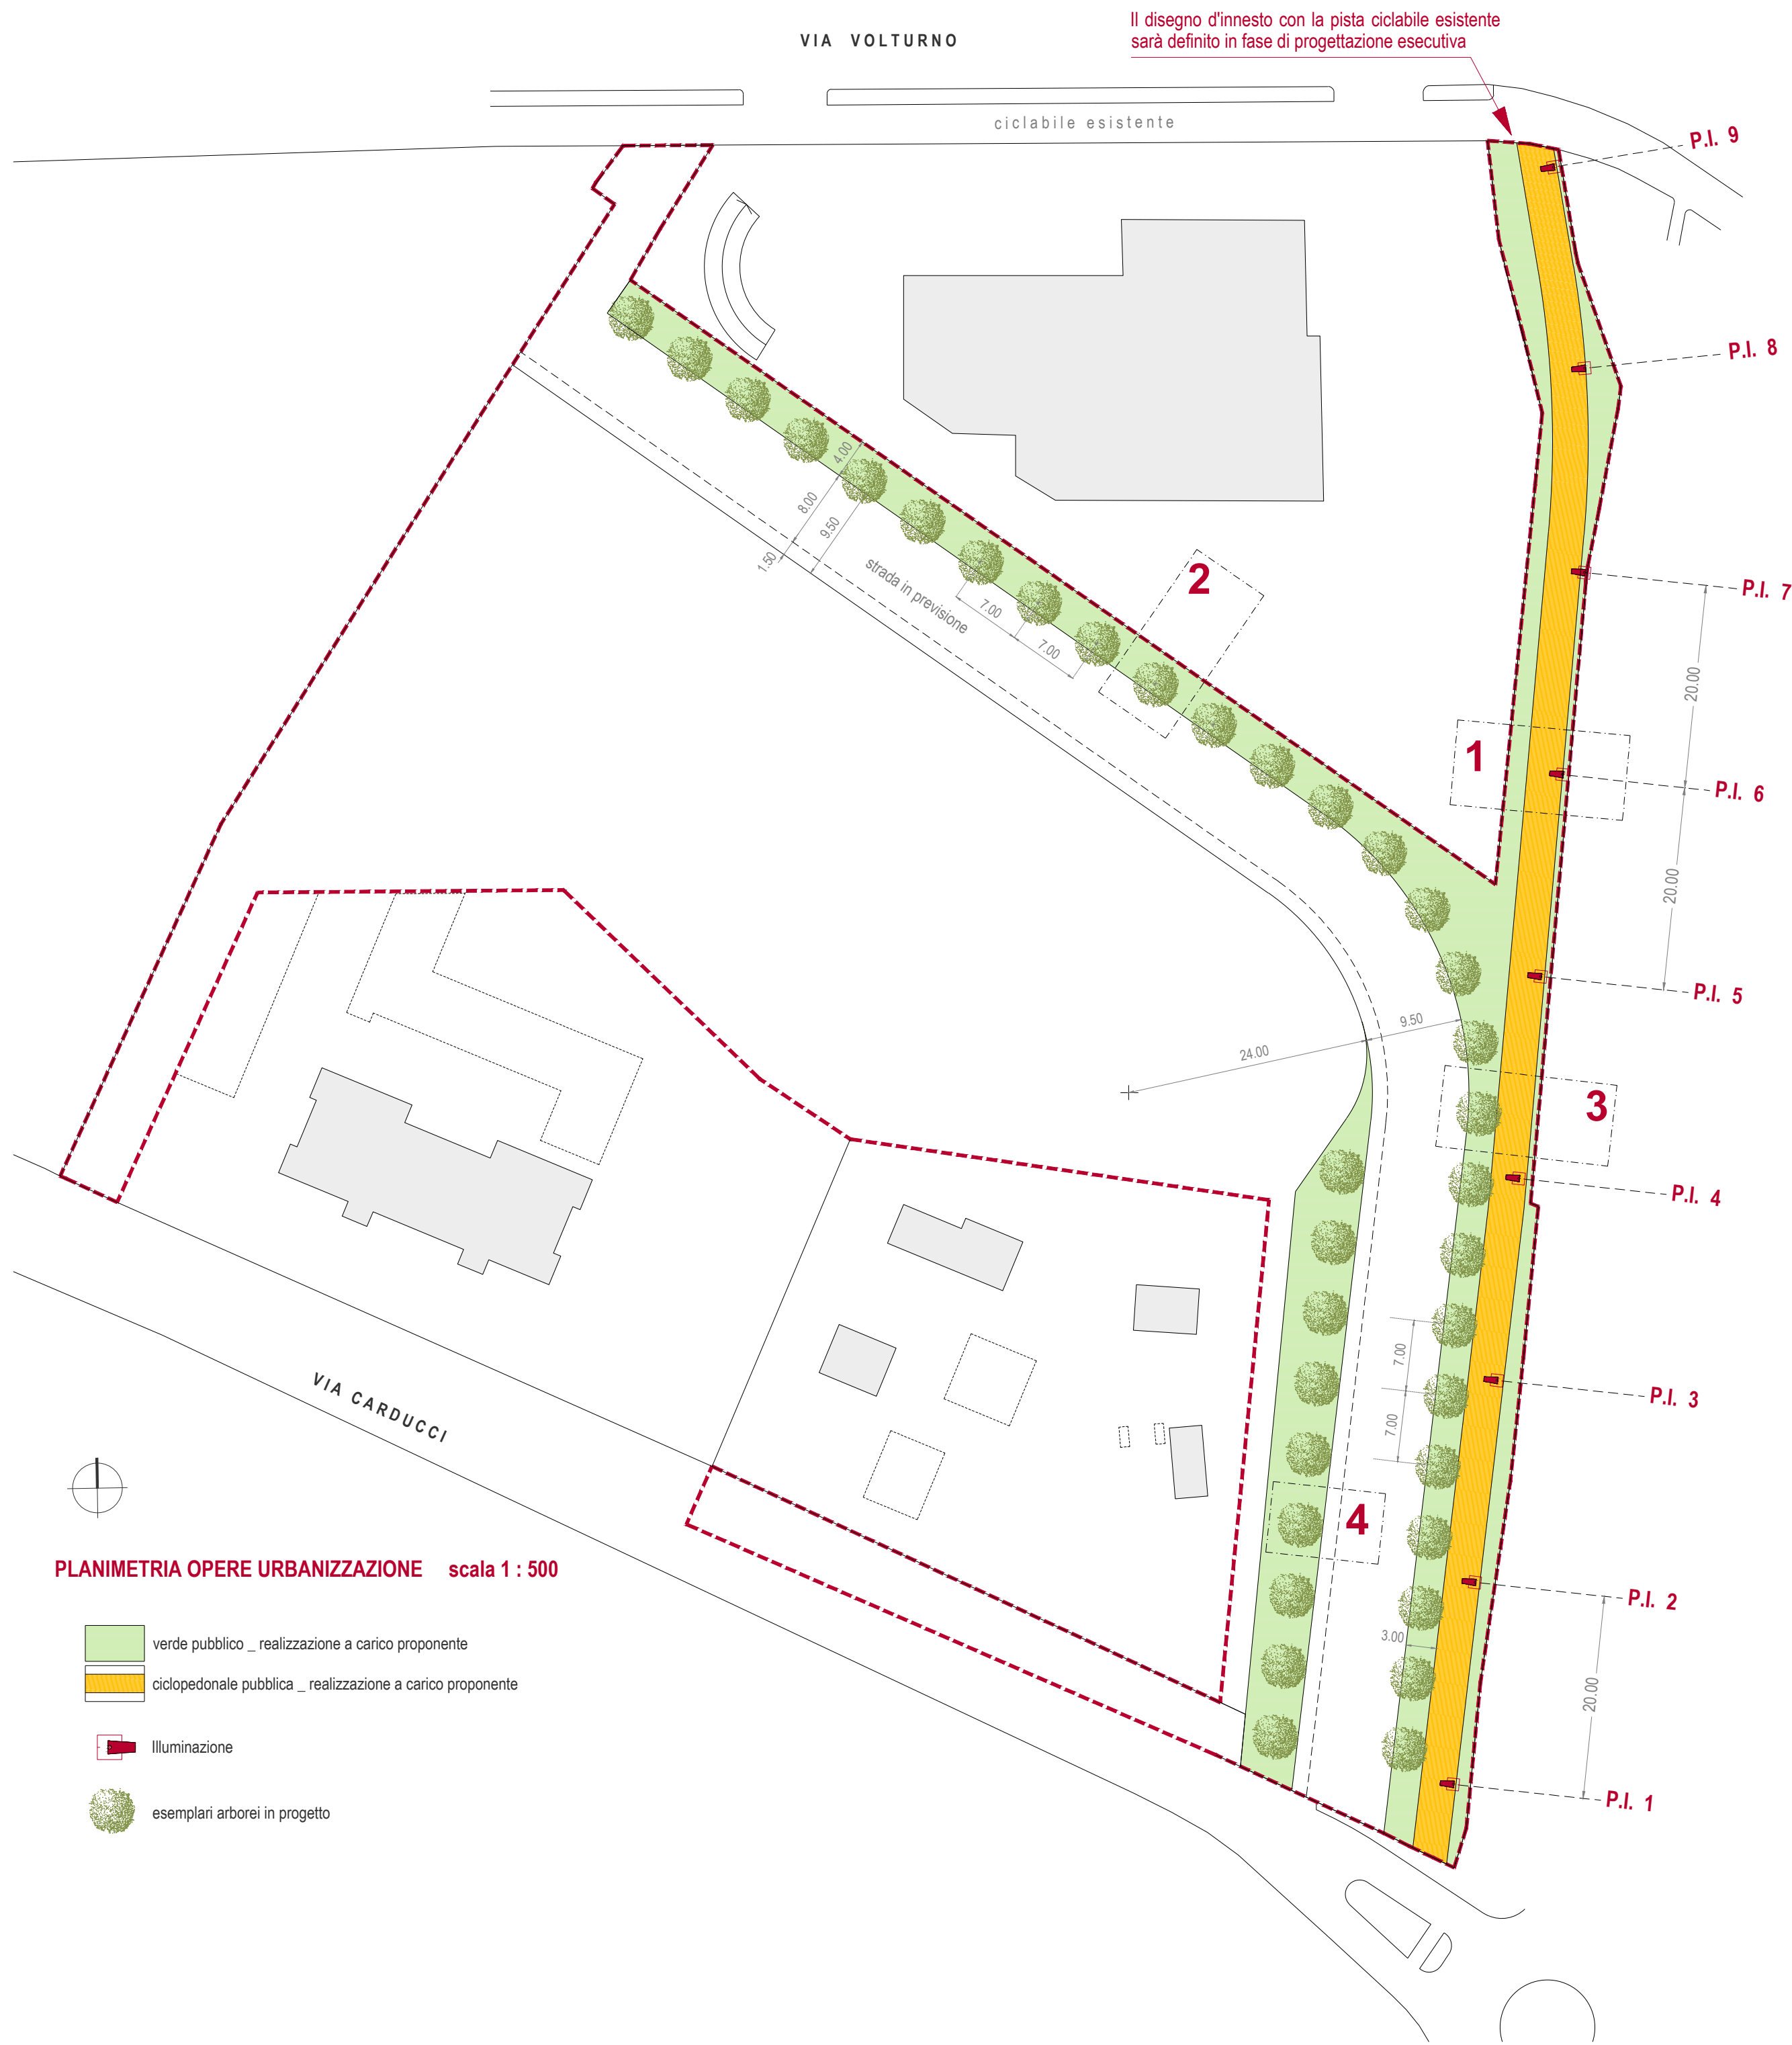 Il disegno d'innesto con la pista ciclabile esistente
sarà definito in fase di progettazione esecutiva
VIA VOLTURNO
ciclabile esistente
P.I. 9
P.I. 8
4.00
8.00
9.50
1.50
strada in previsione
7.00
7.00
2
P.I. 7
20.00
1
P.I. 6
20.00
P.I. 5
9.50
24.00
3
P.I. 4
7.00
7.00
P.I. 3
VIA CARDUCCI
4
P.I. 2
3.00
20.00
P.I. 1
PLANIMETRIA OPERE URBANIZZAZIONE scala 1 : 500
verde pubblico _ realizzazione a carico proponente
ciclopedonale pubblica _ realizzazione a carico proponente
Illuminazione
esemplari arborei in progetto